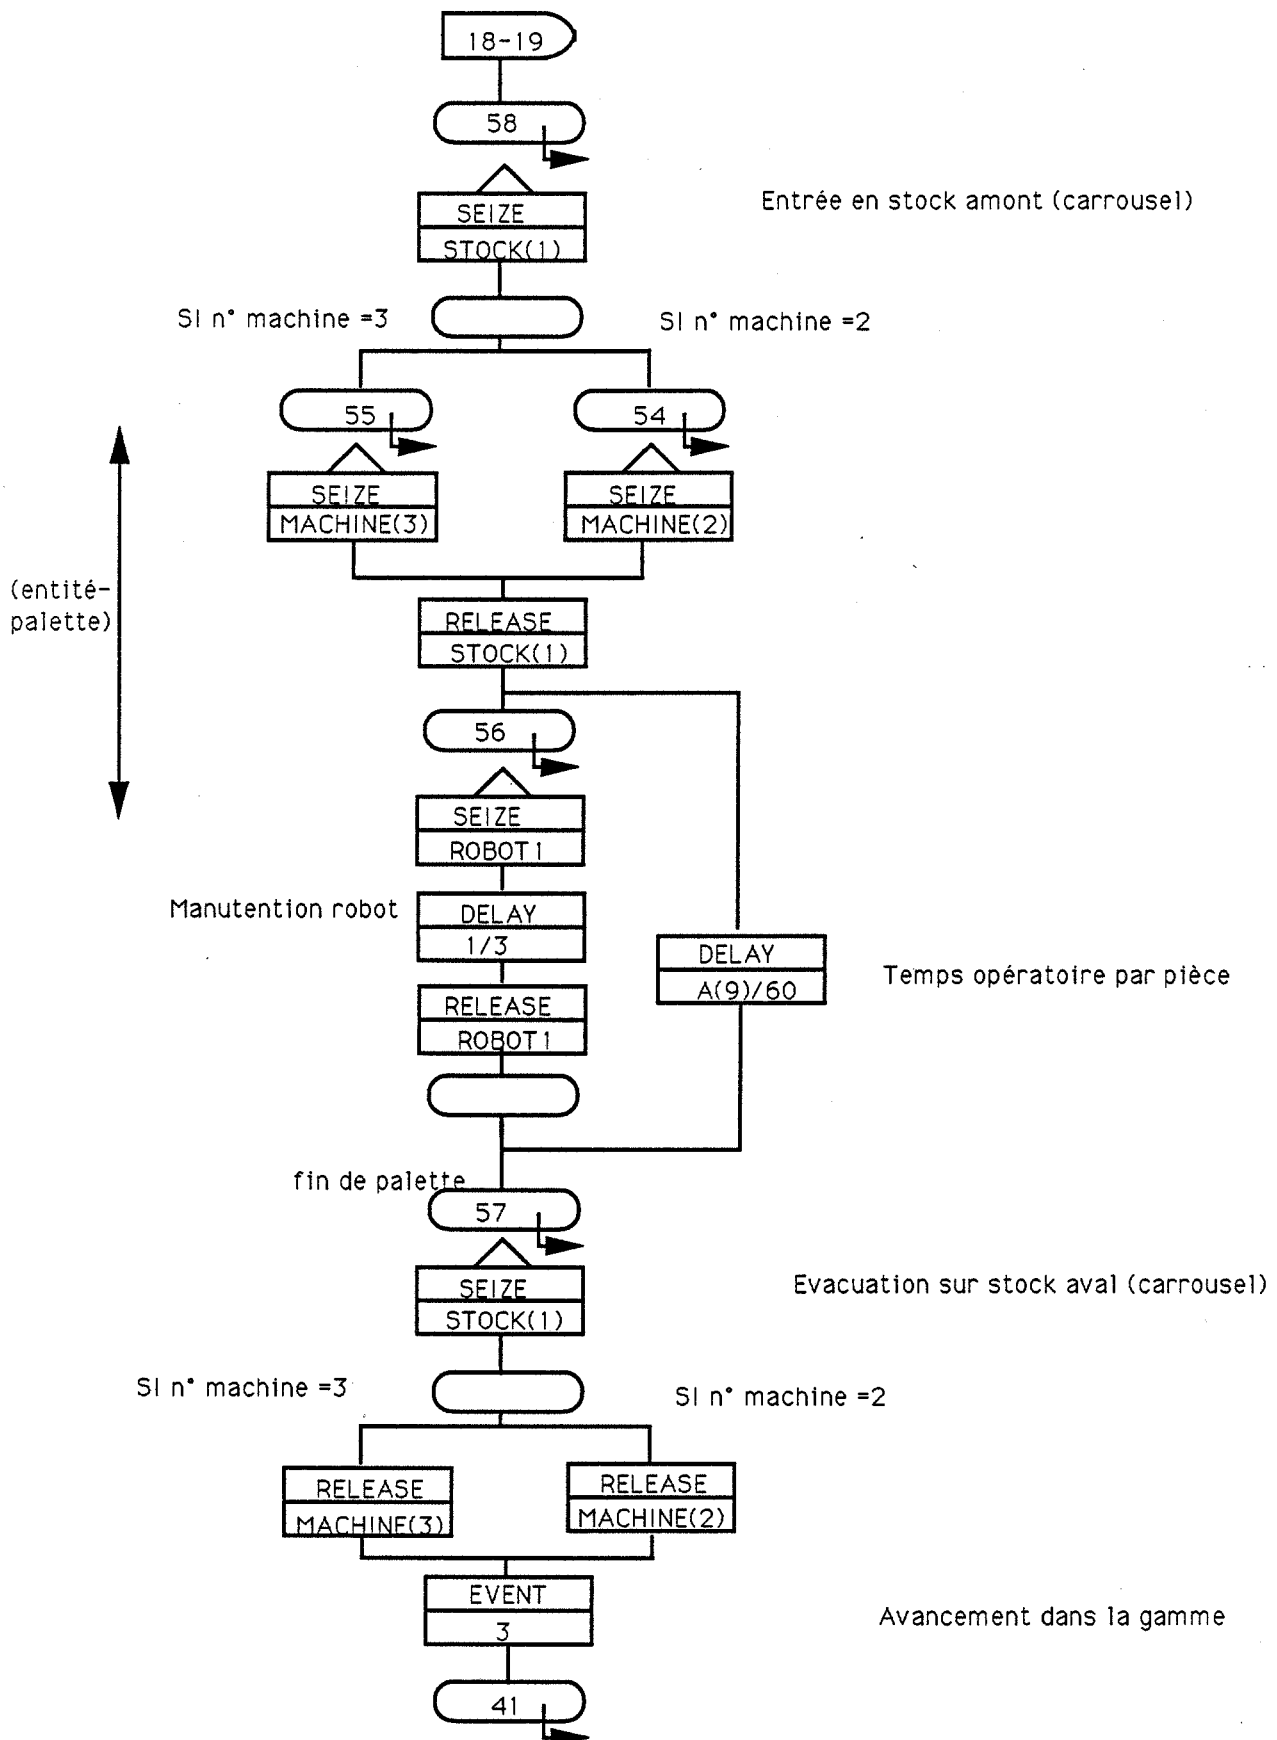 18-19
58
SEIZE
STOCK(1)
Entrée en stock amont (carrousel)
SI n° machine =3
SI n° machine =2
55
54
SEIZE
MACHINE(3)
SEIZE
MACHINE(2)
(entité-
palette)
RELEASE
STOCK(1)
56
SEIZE
ROBOT1
Manutention robot
DELAY
1/3
DELAY
A(9)/60
Temps opératoire par pièce
RELEASE
ROBOT1
fin de palette
57
SEIZE
STOCK(1)
Evacuation sur stock aval (carrousel)
SI n° machine =3
SI n° machine =2
RELEASE
MACHINE(3)
RELEASE
MACHINE(2)
EVENT
3
Avancement dans la gamme
41